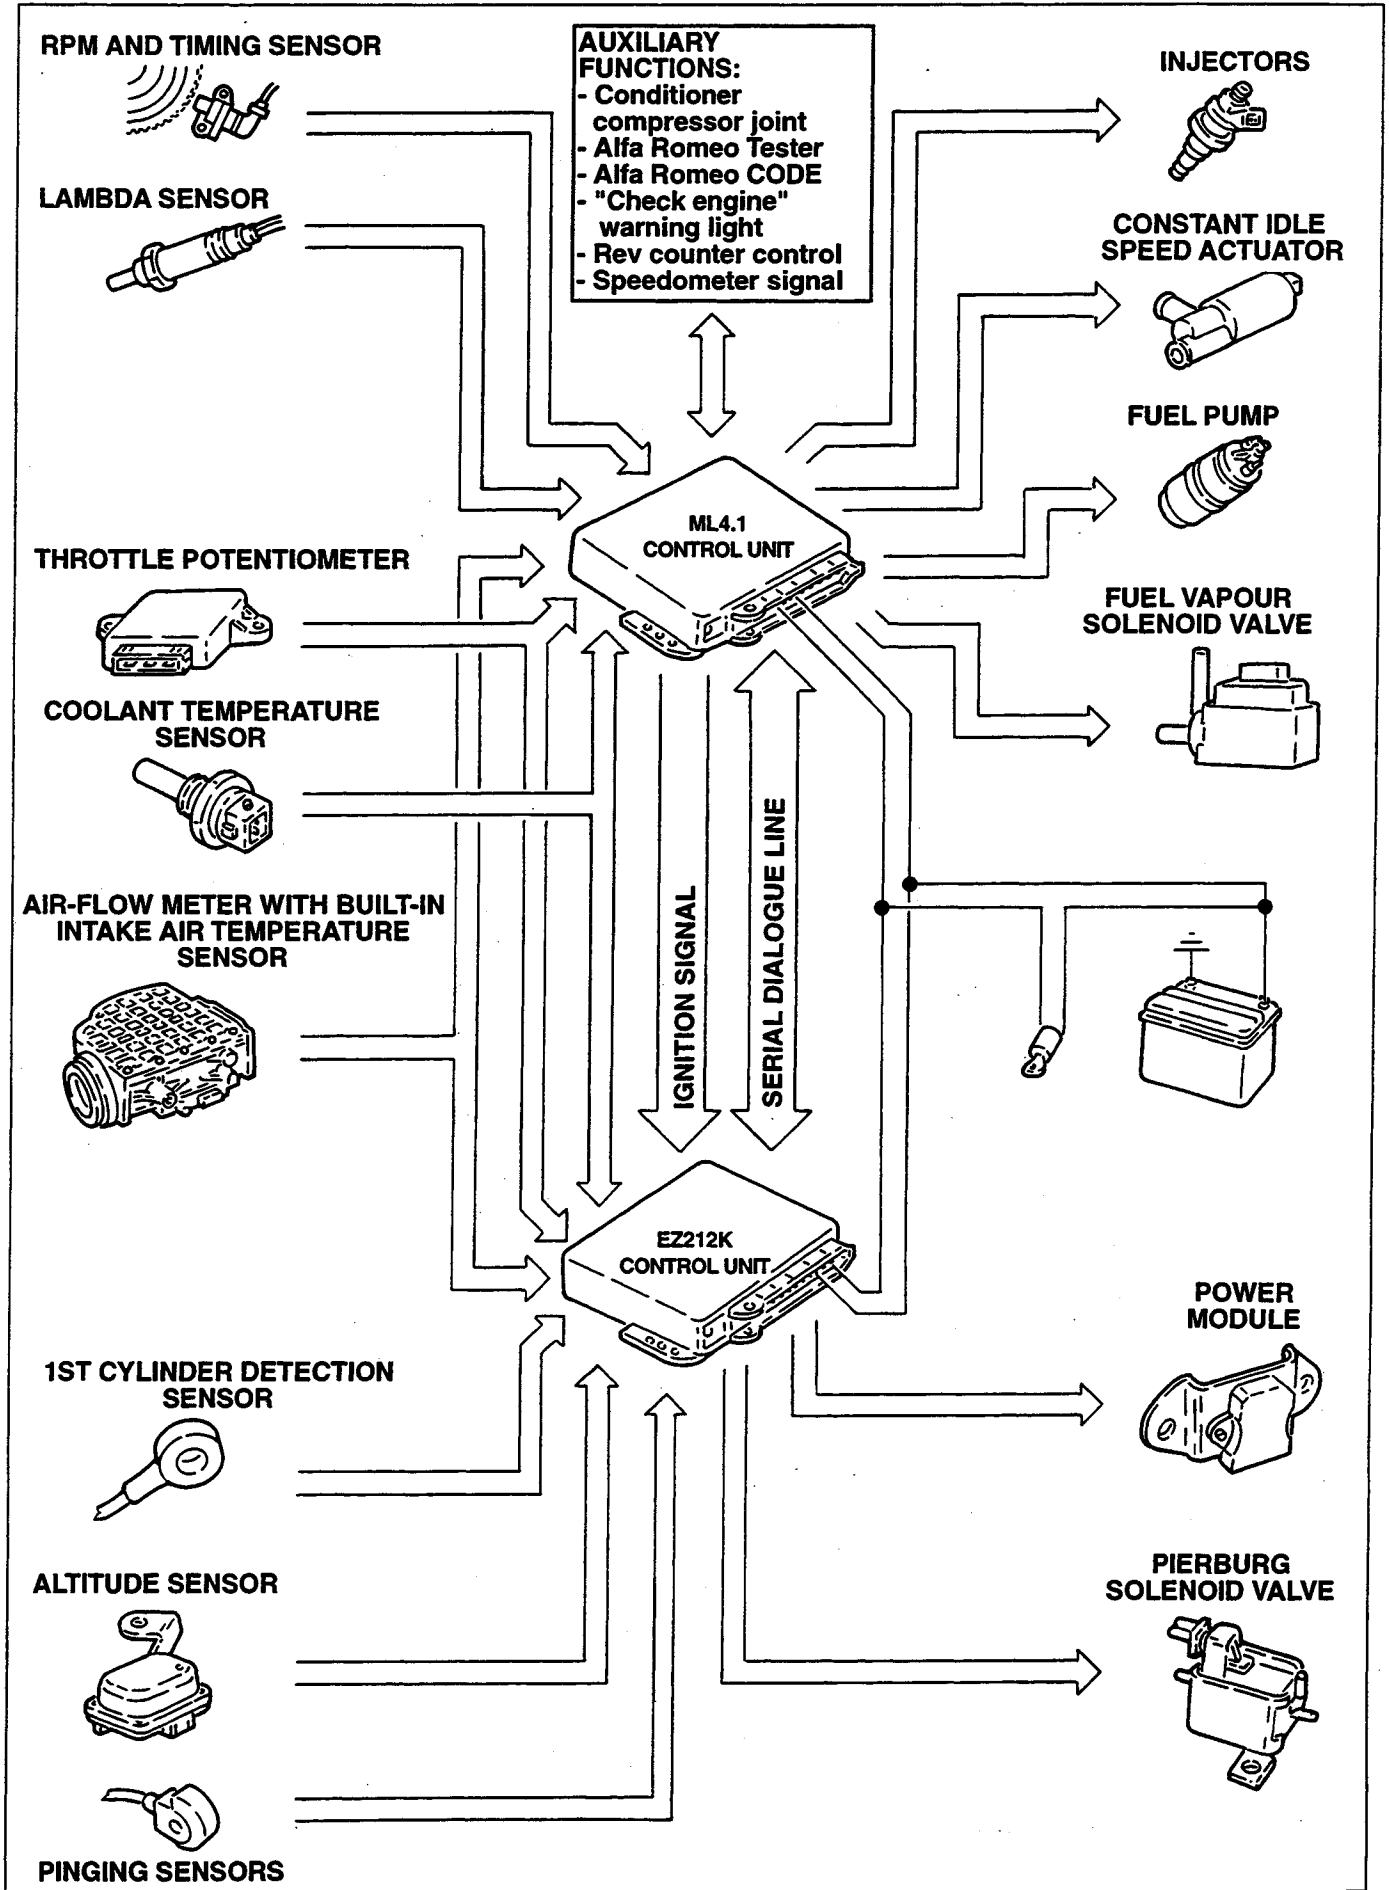 RPM AND TIMING SENSOR
LAMBDA SENSOR
THROTTLE POTENTIOMETER
COOLANT TEMPERATURE
SENSOR
AIR-FLOW METER WITH BUILT-IN
INTAKE AIR TEMPERATURE
SENSOR
1ST CYLINDER DETECTION
SENSOR
ALTITUDE SENSOR
PINGING SENSORS
AUXILIARY
FUNCTIONS:
- Conditioner
compressor joint
- Alfa Romeo Tester
- Alfa Romeo CODE
- "Check engine"
warning light
- Rev counter control
- Speedometer signal
ML4.1
CONTROL UNIT
IGNITION SIGNAL
SERIAL DIALOGUE LINE
EZ212K
CONTROL UNIT
INJECTORS
CONSTANT IDLE
SPEED ACTUATOR
FUEL PUMP
FUEL VAPOUR
SOLENOID VALVE
POWER
MODULE
PIERBURG
SOLENOID VALVE